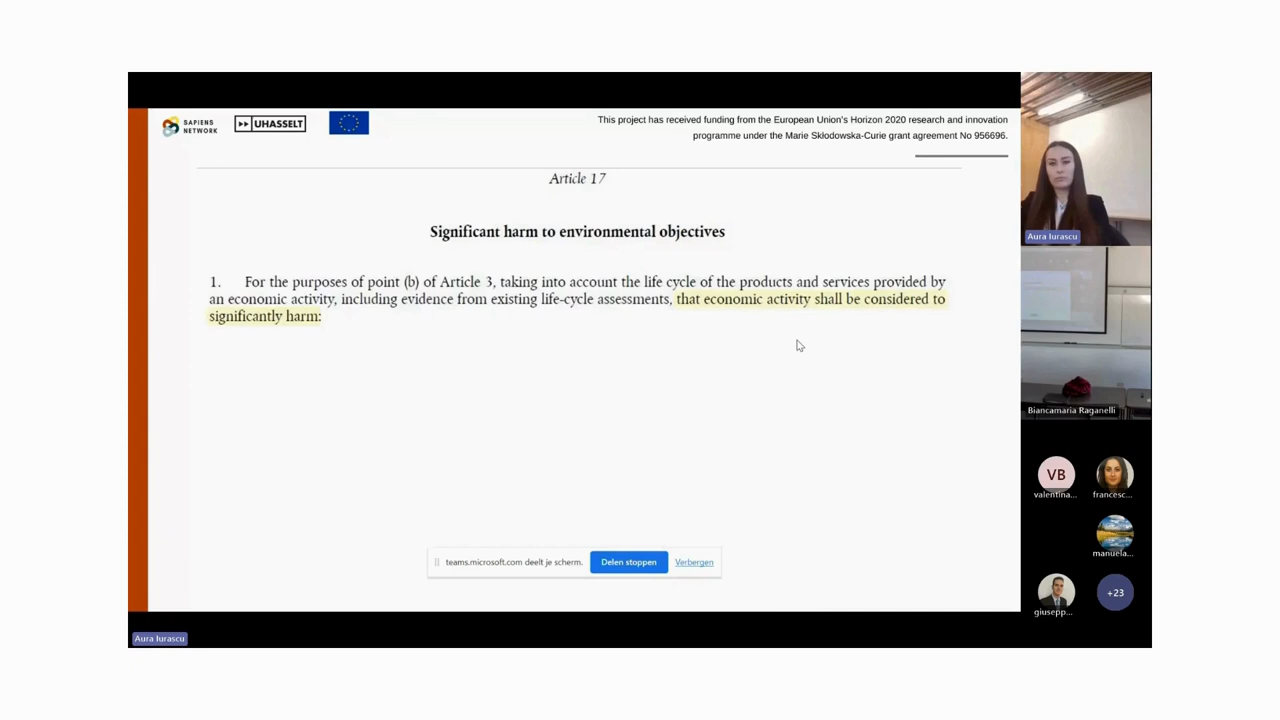 SAPIENS
NETWORK
UHASSELT
This project has received funding from the European Union's Horizon 2020 research and innovation
programme under the Marie Skłodowska-Curie grant agreement No 956696.
Article 17
Significant harm to environmental objectives
1. For the purposes of point (b) of Article 3, taking into account the life cycle of the products and services provided by
an economic activity, including evidence from existing life-cycle assessments, that economic activity shall be considered to
significantly harm:
teams.microsoft.com deelt je scherm.
Delen stoppen
Verbergen
Aura Iurascu
Aura Iurascu
Biancamaria Raganelli
VB
valentina...
francesc...
manuela...
giusepp...
+23